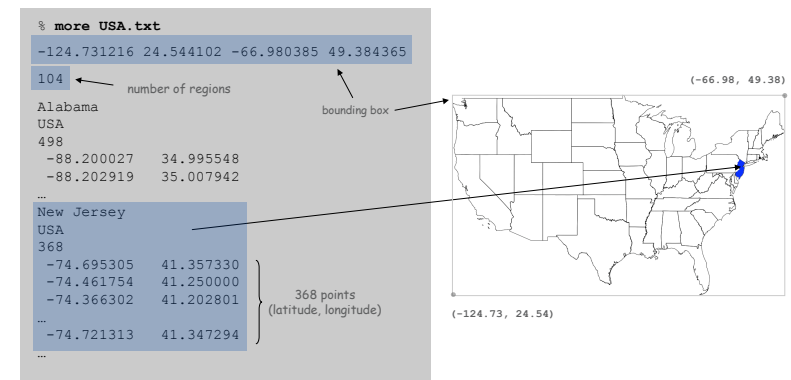 % more USA.txt
-124.731216 24.544102 -66.980385 49.384365
104
number of regions
bounding box
Alabama
USA
498
-88.200027 34.995548
-88.202919 35.007942
…
New Jersey
USA
368
-74.695305 41.357330
-74.461754 41.250000
-74.366302 41.202801
…
-74.721313 41.347294
…
368 points
(latitude, longitude)
(-66.98, 49.38)
(-124.73, 24.54)